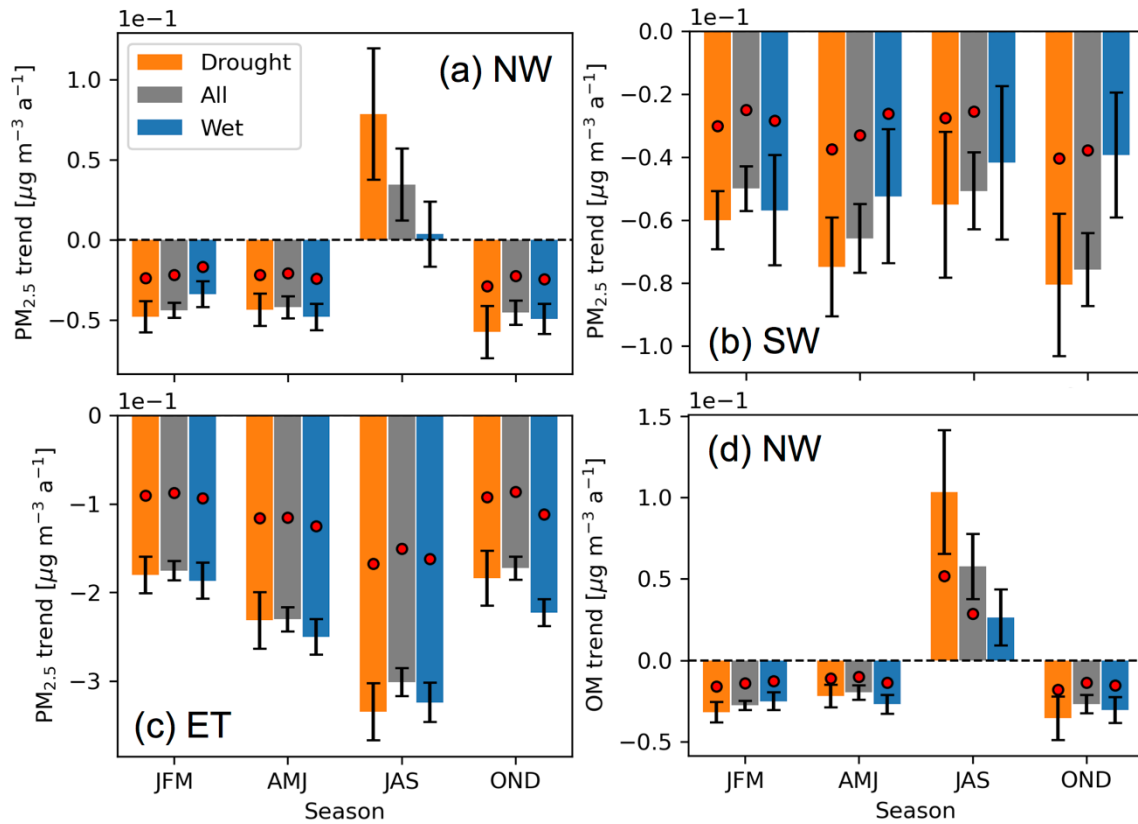 1e−1
PM2.5 trend [μg m−3 a−1]
1.0
0.5
0.0
−0.5
Drought
All
Wet
(a) NW
1e−1
PM2.5 trend [μg m−3 a−1]
0.0
−0.2
−0.4
−0.6
−0.8
−1.0
(b) SW
1e−1
PM2.5 trend [μg m−3 a−1]
0
−1
−2
−3
(c) ET
JFM AMJ JAS OND
Season
1e−1
OM trend [μg m−3 a−1]
1.5
1.0
0.5
0.0
−0.5
(d) NW
JFM AMJ JAS OND
Season